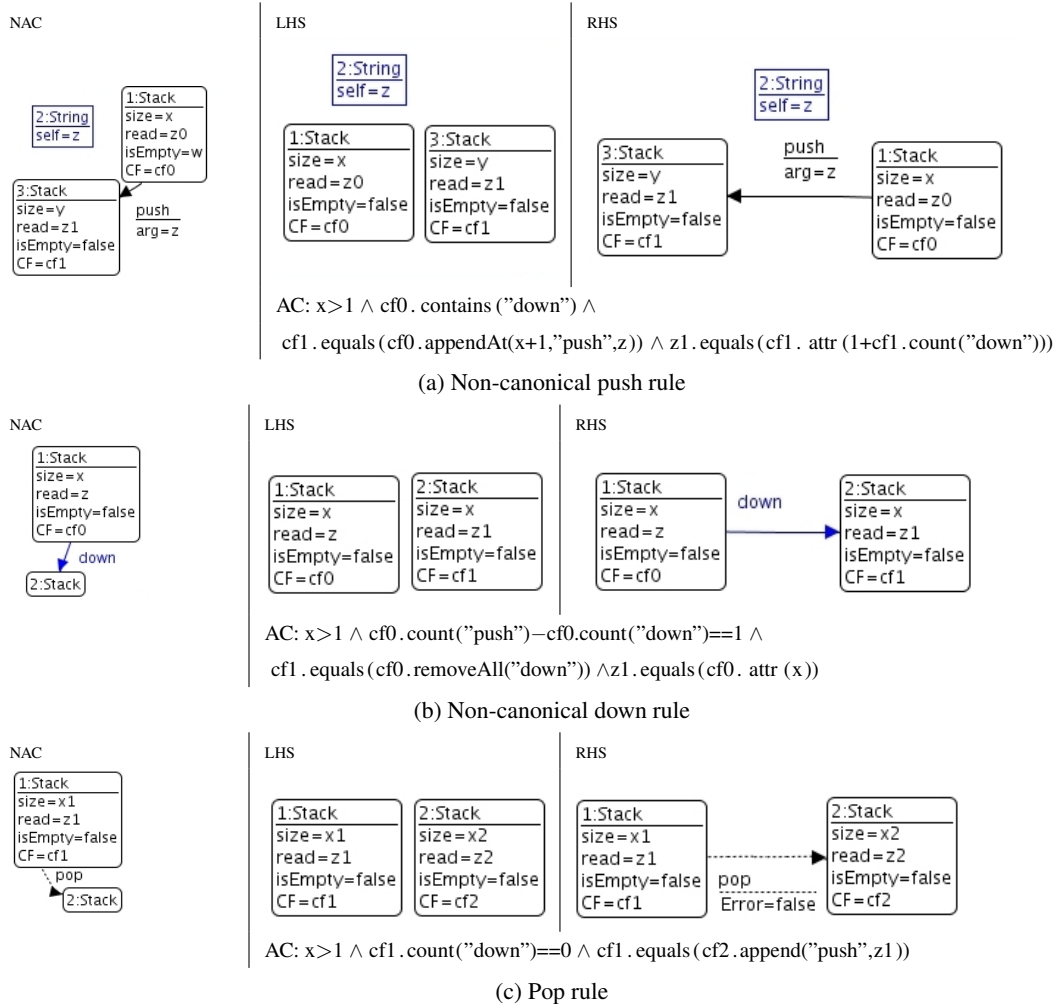 NAC
LHS
RHS
2:String
self=z
1:Stack
size=x
read=z0
isEmpty=w
CF=cf0
3:Stack
size=y
read=z1
isEmpty=false
CF=cf1
push
arg=z
2:String
self=z
1:Stack
size=x
read=z0
isEmpty=false
CF=cf0
3:Stack
size=y
read=z1
isEmpty=false
CF=cf1
2:String
self=z
3:Stack
size=y
read=z1
isEmpty=false
CF=cf1
push
arg=z
1:Stack
size=x
read=z0
isEmpty=false
CF=cf0
AC: x>1 ∧ cf0.contains("down") ∧
cf1.equals(cf0.appendAt(x+1,"push",z)) ∧ z1.equals(cf1.attr(1+cf1.count("down")))
(a) Non-canonical push rule
NAC
LHS
RHS
1:Stack
size=x
read=z
isEmpty=false
CF=cf0
down
2:Stack
1:Stack
size=x
read=z
isEmpty=false
CF=cf0
2:Stack
size=x
read=z1
isEmpty=false
CF=cf1
1:Stack
size=x
read=z
isEmpty=false
CF=cf0
down
2:Stack
size=x
read=z1
isEmpty=false
CF=cf1
AC: x>1 ∧ cf0.count("push")−cf0.count("down")==1 ∧
cf1.equals(cf0.removeAll("down")) ∧z1.equals(cf0.attr(x))
(b) Non-canonical down rule
NAC
LHS
RHS
1:Stack
size=x1
read=z1
isEmpty=false
CF=cf1
pop
2:Stack
1:Stack
size=x1
read=z1
isEmpty=false
CF=cf1
2:Stack
size=x2
read=z2
isEmpty=false
CF=cf2
1:Stack
size=x1
read=z1
isEmpty=false
CF=cf1
pop
Error=false
2:Stack
size=x2
read=z2
isEmpty=false
CF=cf2
AC: x>1 ∧ cf1.count("down")==0 ∧ cf1.equals(cf2.append("push",z1))
(c) Pop rule